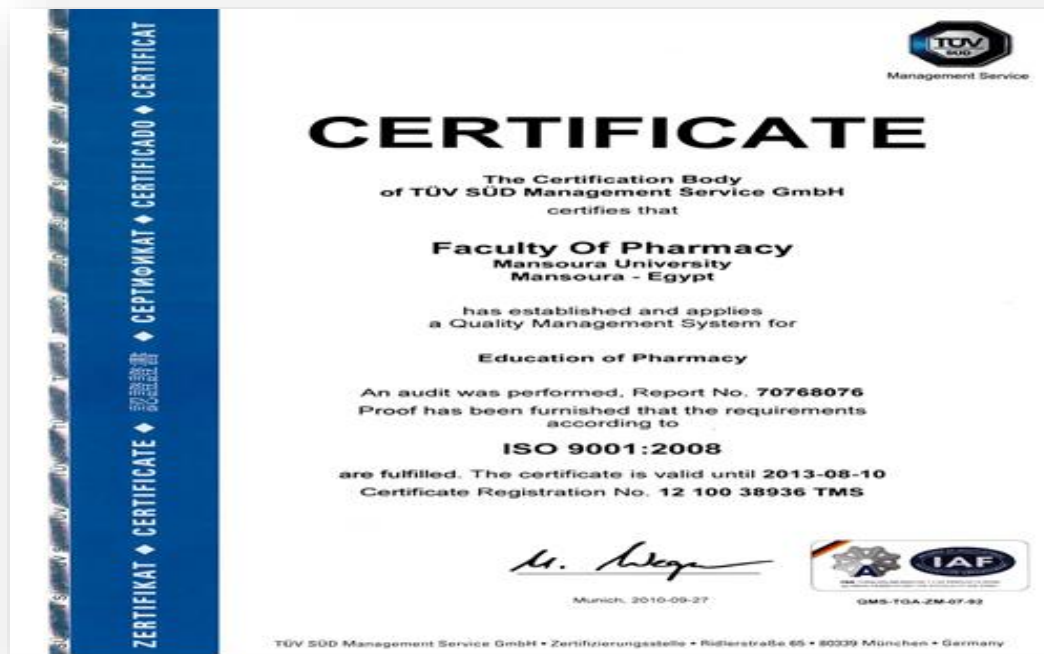 TÜV
SÜD
Management Service
CERTIFICATE
The Certification Body
of TÜV SÜD Management Service GmbH
certifies that
Faculty Of Pharmacy
Mansoura University
Mansoura - Egypt
has established and applies
a Quality Management System for
Education of Pharmacy
An audit was performed, Report No. 70768076
Proof has been furnished that the requirements
according to
ISO 9001:2008
are fulfilled. The certificate is valid until 2013-08-10
Certificate Registration No. 12 100 38936 TMS
Munich, 2010-09-27
IAF
QMS-TGA-ZM-07-92
TÜV SÜD Management Service GmbH • Zertifizierungsstelle • Ridlerstraße 65 • 80339 München • Germany
ZERTIFIKAT ◆ CERTIFICATE ◆ 認證證書 ◆ СЕРТИФИКАТ ◆ CERTIFICADO ◆ CERTIFICAT